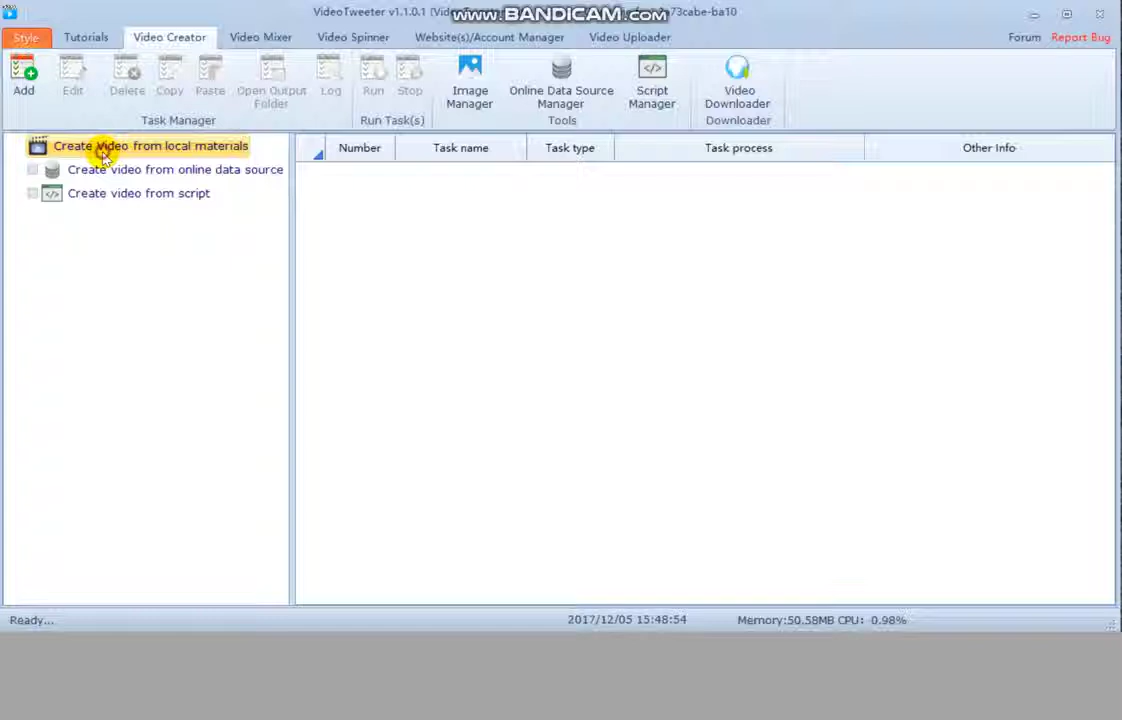 VideoTweeter v1.1.0.1
www.BANDICAM.com
73cabe-ba10
Style Tutorials Video Creator Video Mixer Video Spinner Website(s)/Account Manager Video Uploader Forum Report Bug
Add Edit Delete Copy Paste Open Output Folder Log Run Stop Image Manager Online Data Source Manager Script Manager Video Downloader
Task Manager Run Task(s) Tools Downloader
Create Video from local materials
Create video from online data source
Create video from script
Number Task name Task type Task process Other Info
Ready... 2017/12/05 15:48:54 Memory:50.58MB CPU: 0.98%